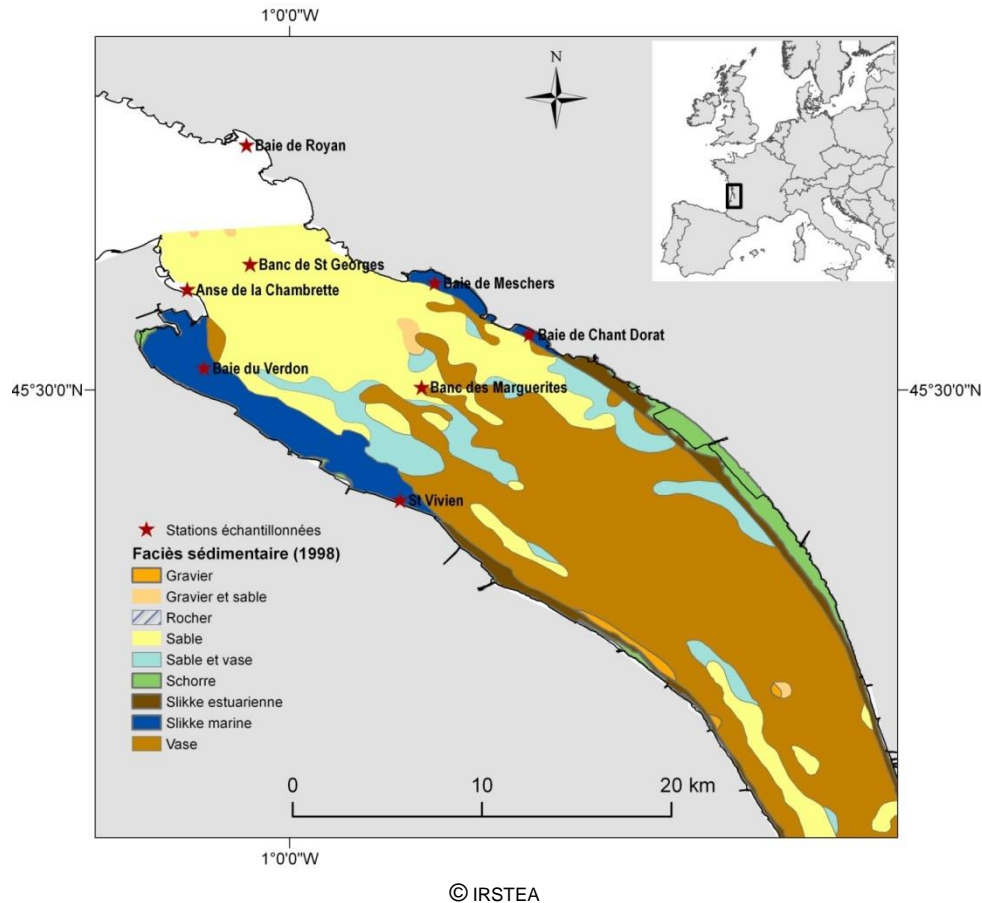 1°0'0"W
N
Baie de Royan
Banc de St Georges
Baie de Meschers
Anse de la Chambrette
Baie de Chant Dorat
Baie du Verdon
Banc des Marguerites
45°30'0"N
45°30'0"N
St Vivien
Stations échantillonnées
Faciès sédimentaire (1998)
Gravier
Gravier et sable
Rocher
Sable
Sable et vase
Schorre
Slikke estuarienne
Slikke marine
Vase
0 10 20 km
1°0'0"W
© IRSTEA